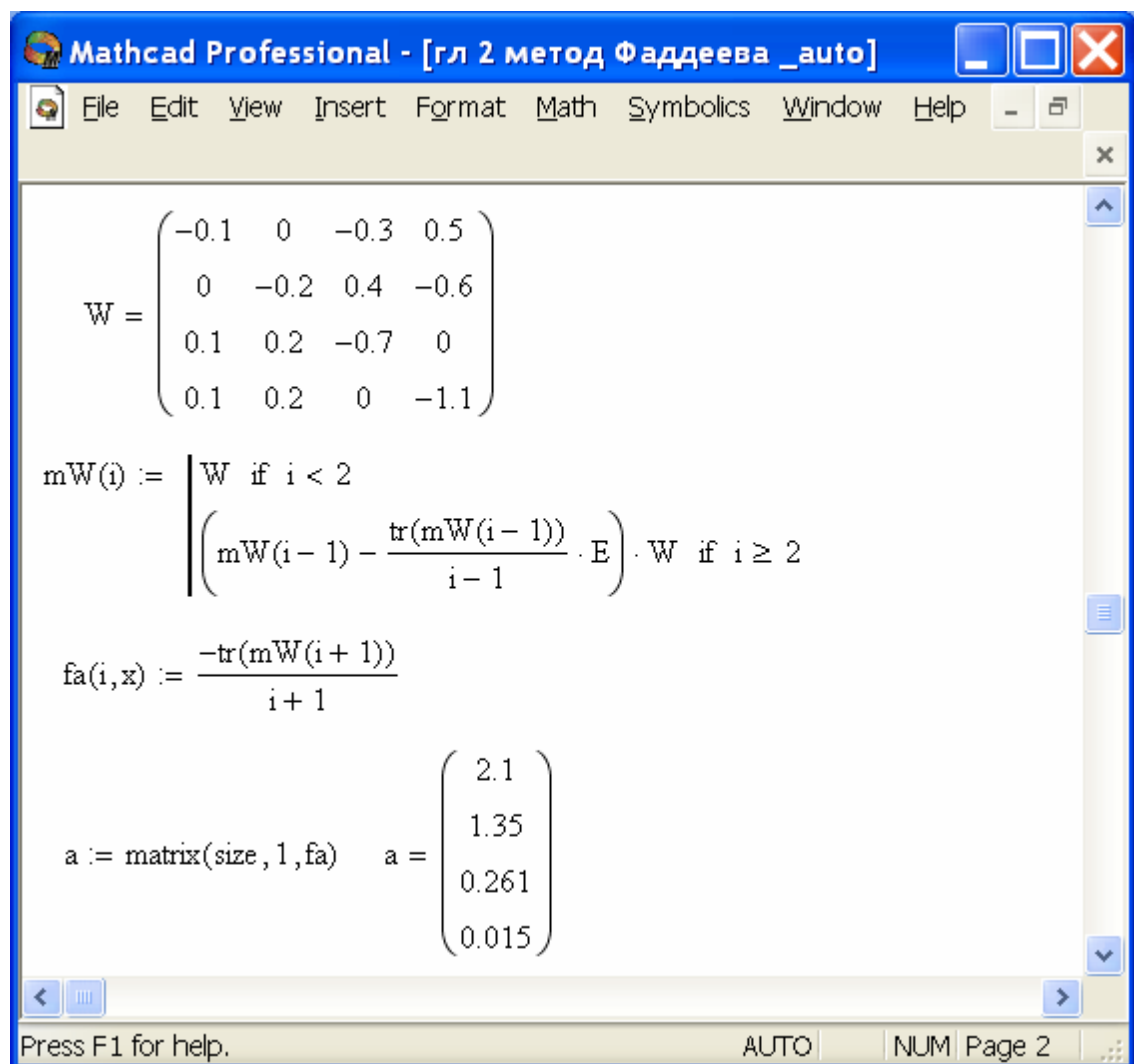 Mathcad Professional - [гл 2 метод Фаддеева _auto]
File Edit View Insert Format Math Symbolics Window Help
W =
−0.1 0 −0.3 0.5
0 −0.2 0.4 −0.6
0.1 0.2 −0.7 0
0.1 0.2 0 −1.1
mW(i) := W if i < 2
(mW(i − 1) − tr(mW(i − 1)) / i − 1 · E) · W if i ≥ 2
fa(i,x) := −tr(mW(i + 1)) / i + 1
a := matrix(size, 1, fa) a =
2.1
1.35
0.261
0.015
Press F1 for help. AUTO NUM Page 2